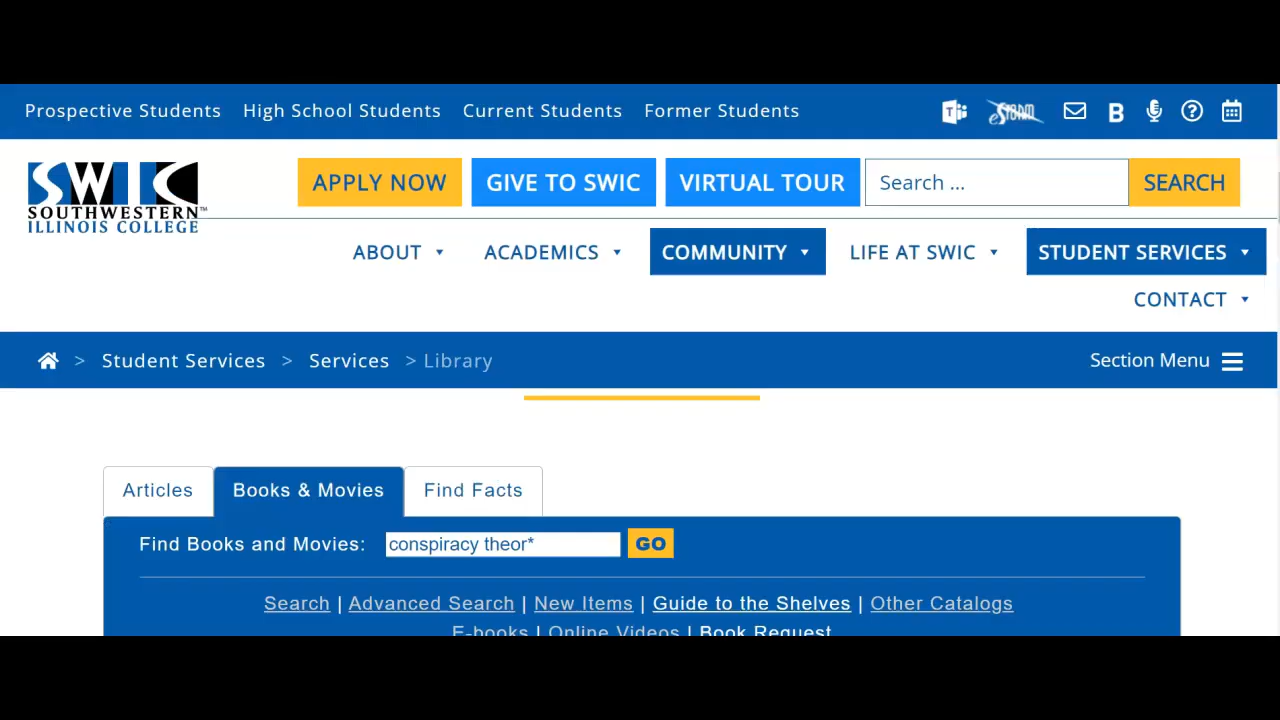 Prospective Students High School Students Current Students Former Students
eStorm B
SWIC
SOUTHWESTERN™
ILLINOIS COLLEGE
APPLY NOW GIVE TO SWIC VIRTUAL TOUR Search ... SEARCH
ABOUT ACADEMICS COMMUNITY LIFE AT SWIC STUDENT SERVICES
CONTACT
> Student Services > Services > Library Section Menu
Articles Books & Movies Find Facts
Find Books and Movies: conspiracy theor* GO
Search | Advanced Search | New Items | Guide to the Shelves | Other Catalogs
E-books | Online Videos | Book Request